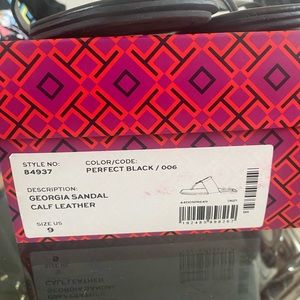 STYLE NO:
84937
COLOR/CODE:
PERFECT BLACK / 006
DESCRIPTION:
GEORGIA SANDAL
CALF LEATHER
SIZE US
9